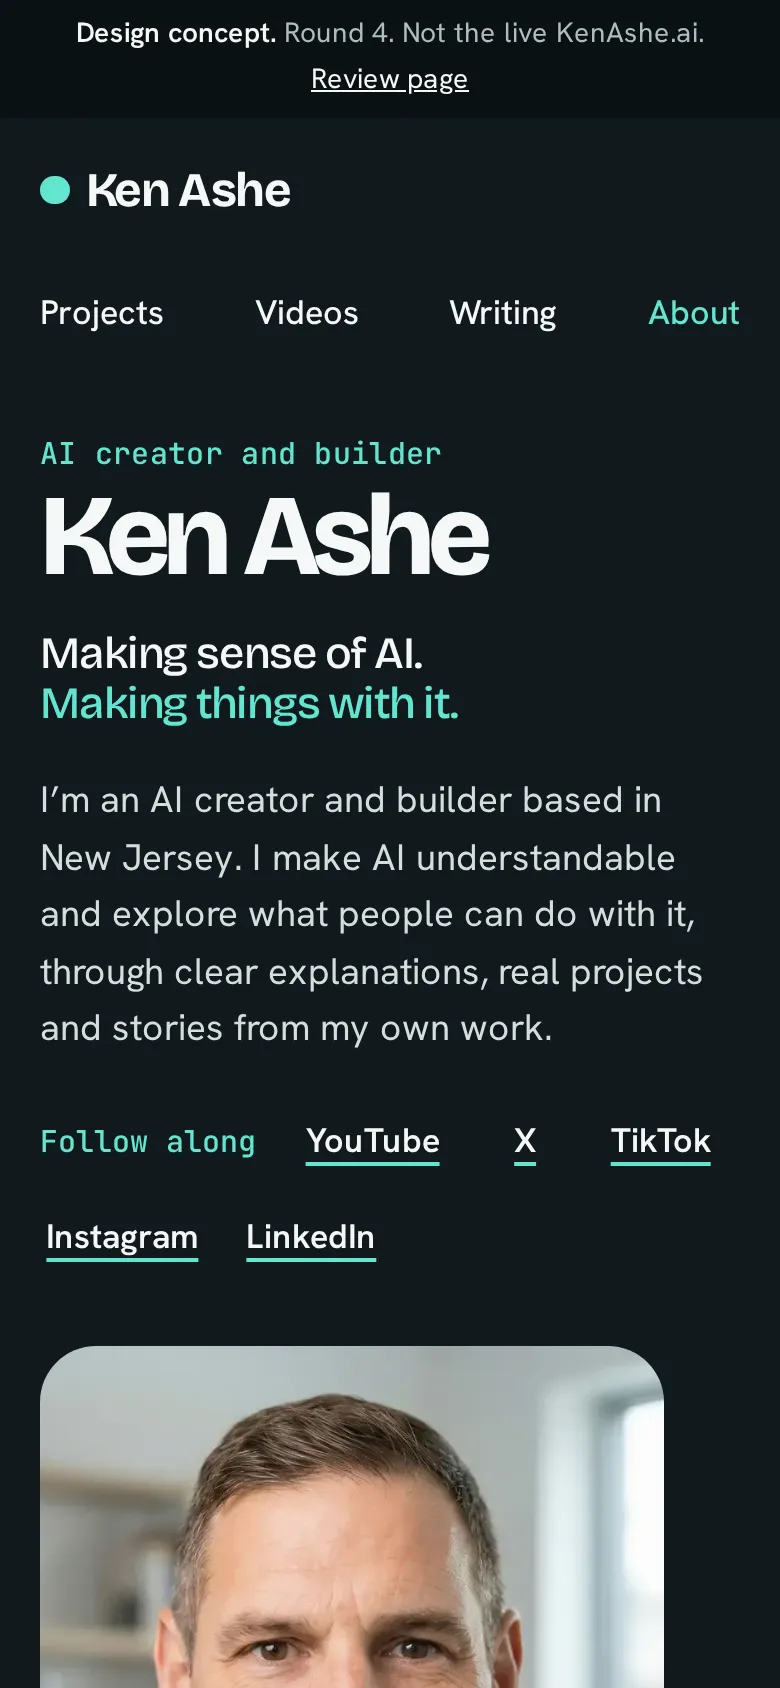 Design concept. Round 4. Not the live KenAshe.ai.
Review page
Ken Ashe
Projects Videos Writing About
AI creator and builder
Ken Ashe
Making sense of AI.
Making things with it.
I’m an AI creator and builder based in
New Jersey. I make AI understandable
and explore what people can do with it,
through clear explanations, real projects
and stories from my own work.
Follow along YouTube X TikTok
Instagram LinkedIn